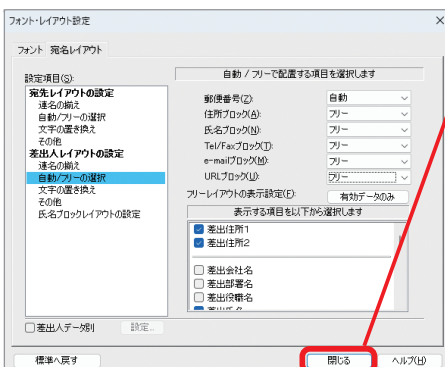 フォント・レイアウト設定
フォント 宛名レイアウト
設定項目(S):
宛先レイアウトの設定
連名の揃え
自動/フリーの選択
文字の置き換え
その他
差出人レイアウトの設定
連名の揃え
自動/フリーの選択
文字の置き換え
その他
氏名ブロックレイアウトの設定
差出人データ別 設定...
自動 / フリーで配置する項目を選択します
郵便番号(Z): 自動
住所ブロック(A): フリー
氏名ブロック(N): フリー
Tel/Faxブロック(T): フリー
e-mailブロック(M): フリー
URLブロック(U): フリー
フリーレイアウトの表示設定(F): 有効データのみ
表示する項目を以下から選択します
差出住所1
差出住所2
差出会社名
差出部署名
差出役職名
標準へ戻す 閉じる ヘルプ(H)